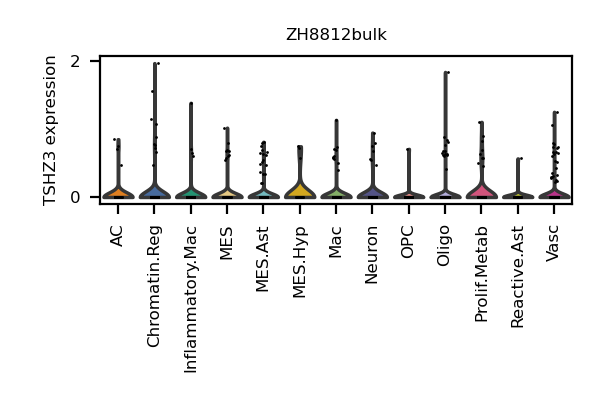 ZH8812bulk
TSHZ3 expression
2
0
AC
Chromatin.Reg
Inflammatory.Mac
MES
MES.Ast
MES.Hyp
Mac
Neuron
OPC
Oligo
Prolif.Metab
Reactive.Ast
Vasc